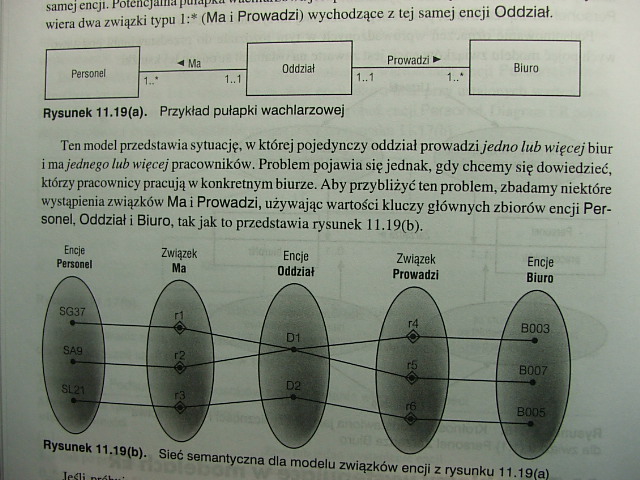 samej encji. Potencjalna pułapka
wiera dwa związki typu 1:* (Ma i Prowadzi) wychodzące z tej samej encji Oddział.
Personel
◄ Ma
1..*
1..1
Oddział
Prowadzi ►
1..1
1..*
Biuro
Rysunek 11.19(a). Przykład pułapki wachlarzowej
Ten model przedstawia sytuację, w której pojedynczy oddział prowadzi jedno lub więcej biur
i ma jednego lub więcej pracowników. Problem pojawia się jednak, gdy chcemy się dowiedzieć,
którzy pracownicy pracują w konkretnym biurze. Aby przybliżyć ten problem, zbadamy niektóre
wystąpienia związków Ma i Prowadzi, używając wartości kluczy głównych zbiorów encji Per-
sonel, Oddział i Biuro, tak jak to przedstawia rysunek 11.19(b).
Encje
Personel
Związek
Ma
Encje
Oddział
Związek
Prowadzi
Encje
Biuro
SG37
r1
D1
r4
B003
SA9
r2
r5
B007
SL21
r3
D2
r6
B005
Rysunek 11.19(b). Sieć semantyczna dla modelu związków encji z rysunku 11.19(a)
Jeśli